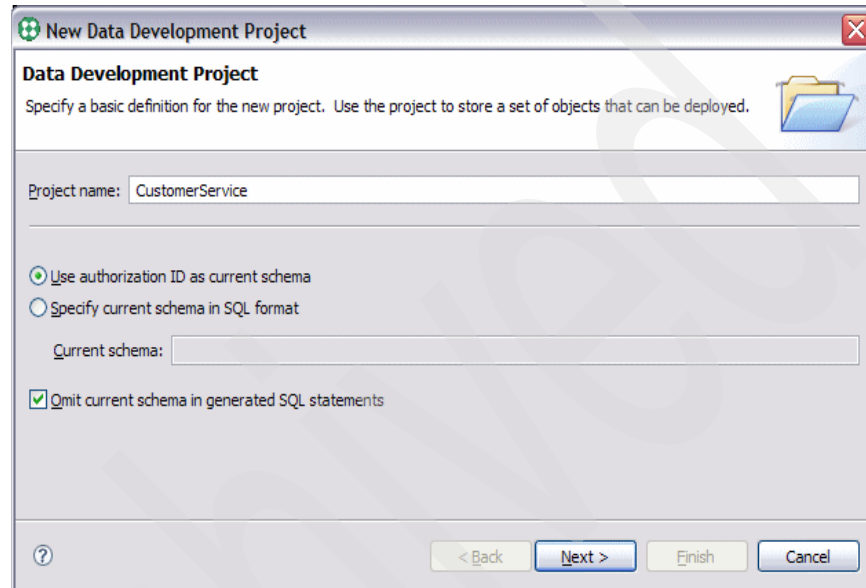 New Data Development Project
Data Development Project
Specify a basic definition for the new project. Use the project to store a set of objects that can be deployed.
Project name: CustomerService
Use authorization ID as current schema
Specify current schema in SQL format
Current schema:
Omit current schema in generated SQL statements
? < Back Next > Finish Cancel